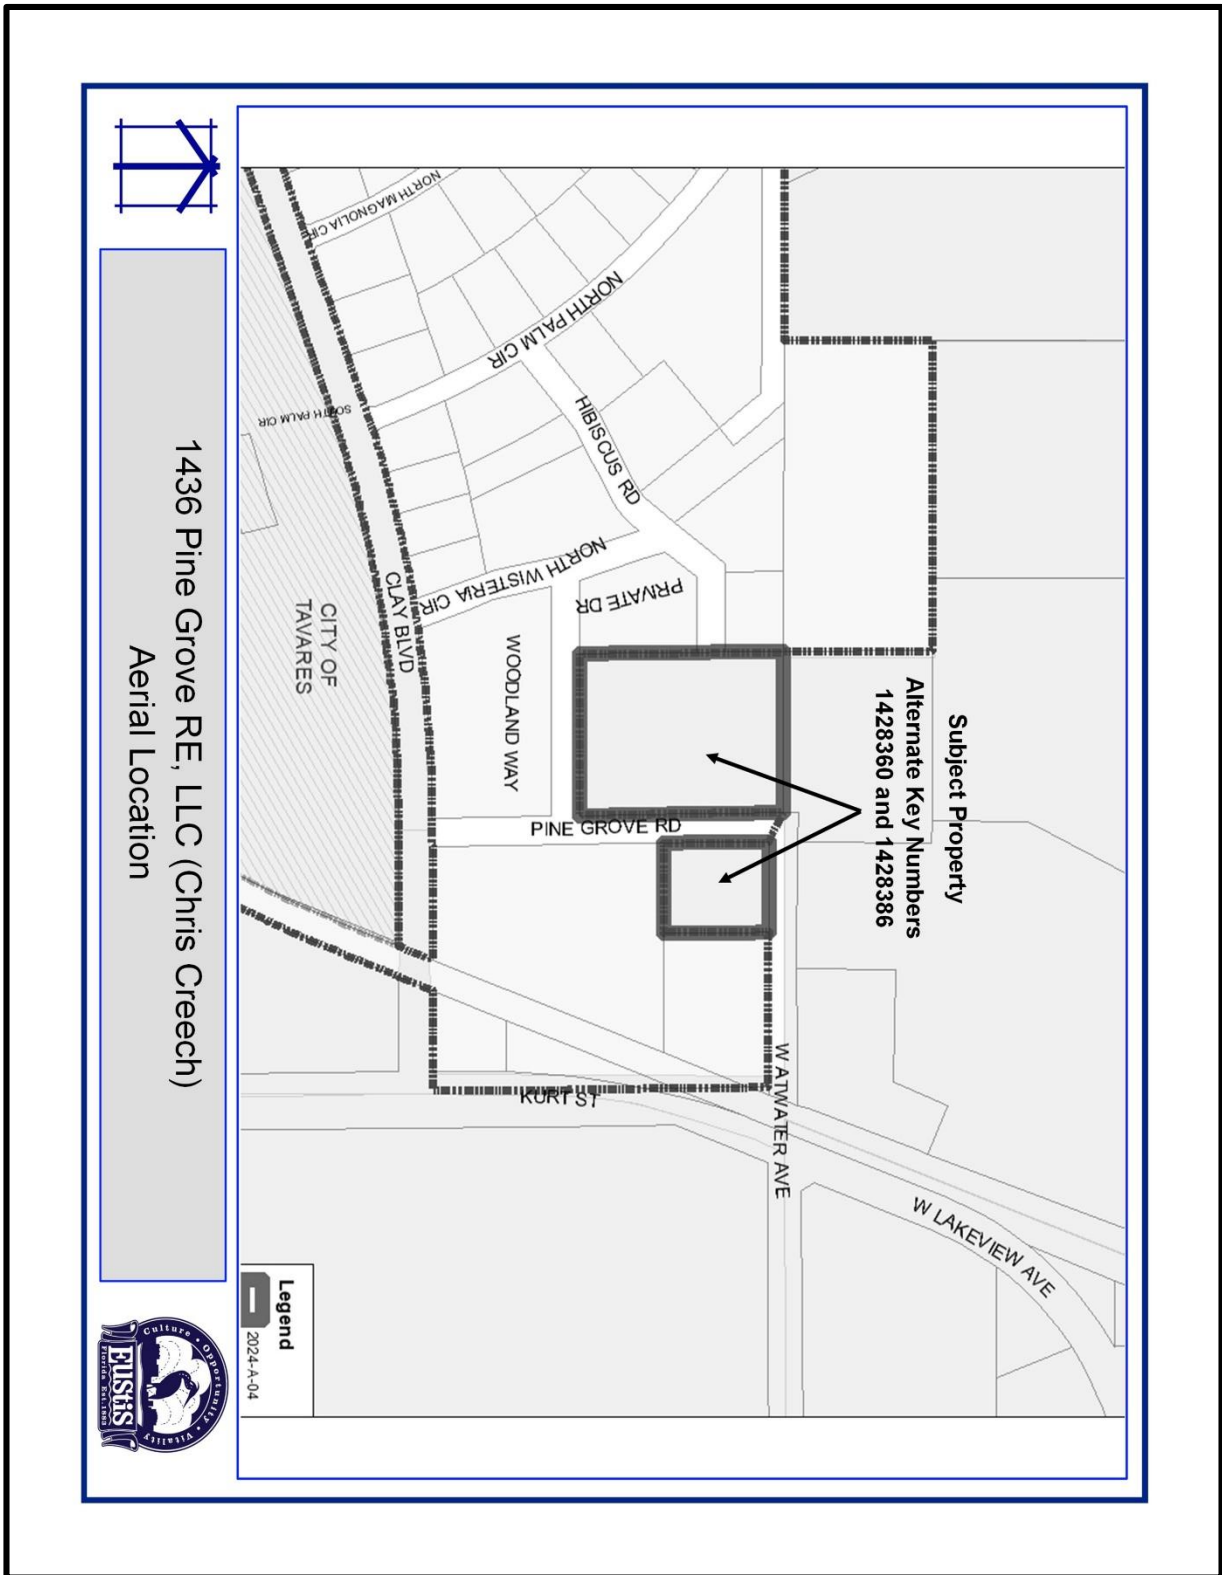 Subject Property
Alternate Key Numbers
1428360 and 1428386
W LAKEVIEW AVE
W ATWATER AVE
HIBISCUS RD
NORTH PALM CIR
PRIVATE DR
PINE GROVE RD
NORTH WISTERIA CIR
WOODLAND WAY
KURT ST
NORTH MAGNOLIA CIR
SOUTH PALM CIR
CLAY BLVD
CITY OF
TAVARES
Legend
2024-A-04
1436 Pine Grove RE, LLC (Chris Creech)
Aerial Location
Culture • Opportunity • Vitality
EUSTIS
Florida Est.1883